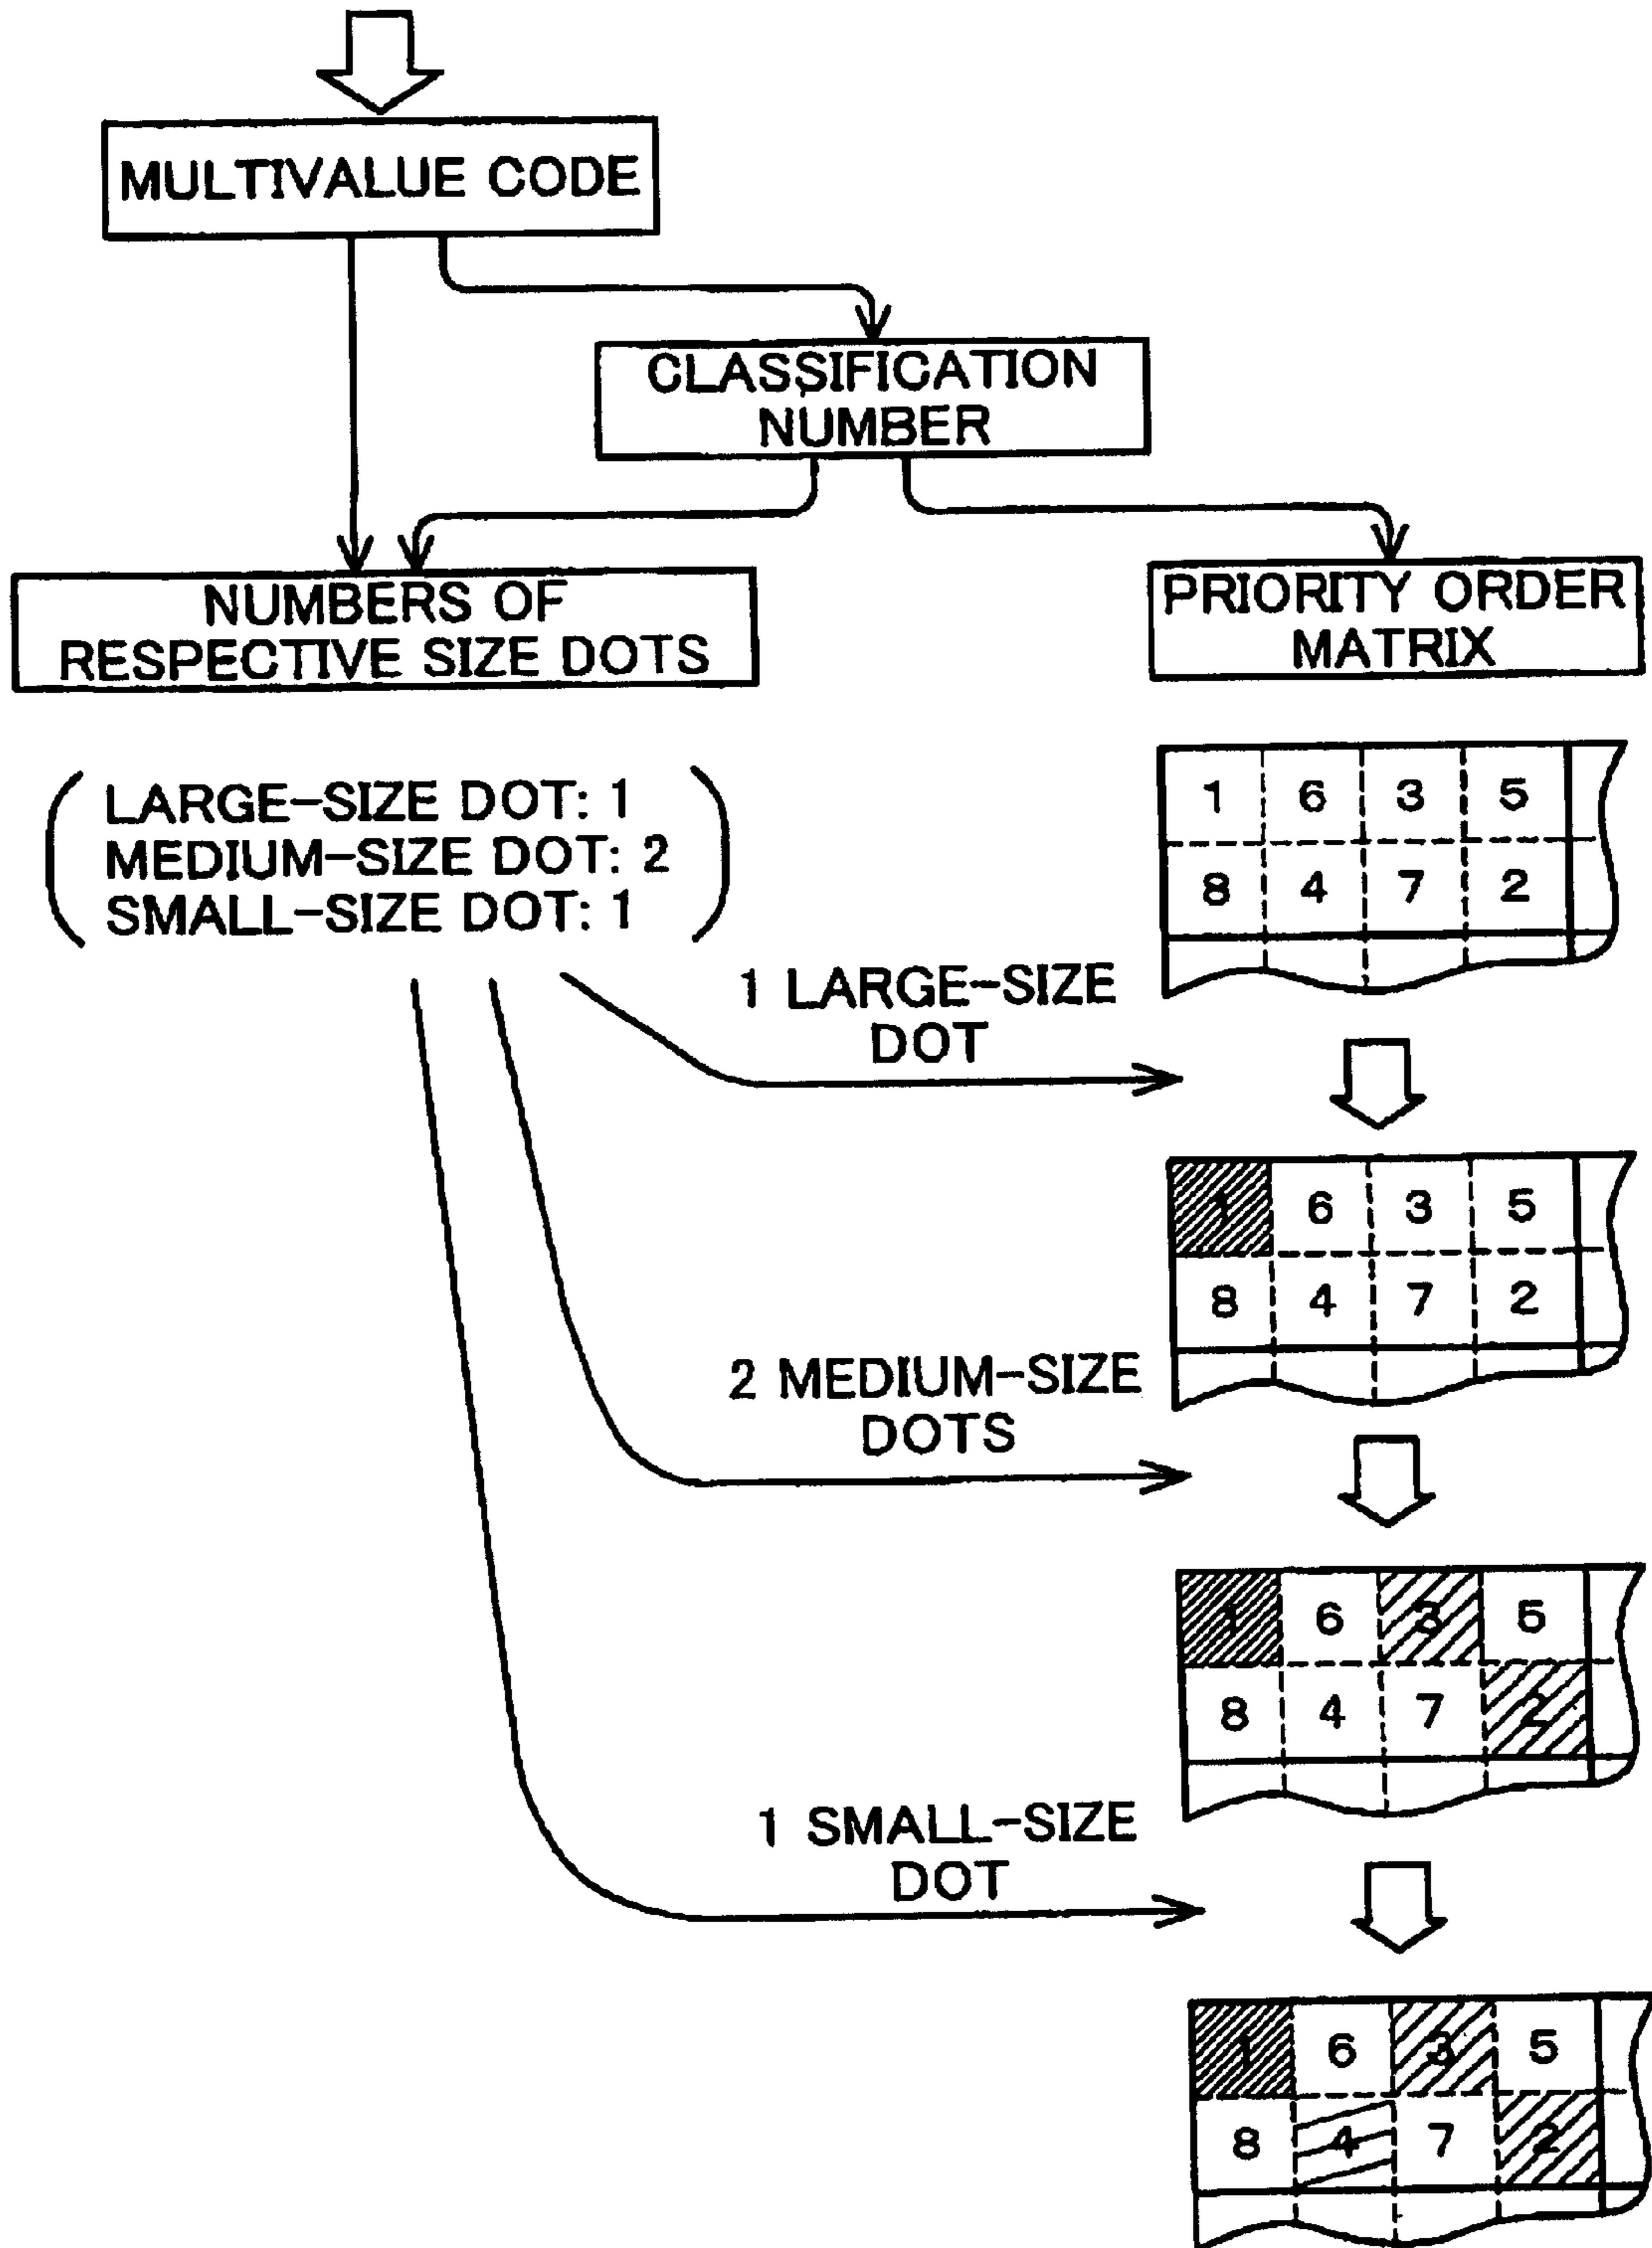 MULTIVALUE CODE
CLASSIFICATION
NUMBER
NUMBERS OF
RESPECTIVE SIZE DOTS
PRIORITY ORDER
MATRIX
LARGE-SIZE DOT: 1
MEDIUM-SIZE DOT: 2
SMALL-SIZE DOT: 1
1 6 3 5
8 4 7 2
1 LARGE-SIZE
DOT
1 6 3 5
8 4 7 2
2 MEDIUM-SIZE
DOTS
1 6 3 5
8 4 7 2
1 SMALL-SIZE
DOT
1 6 3 5
8 4 7 2